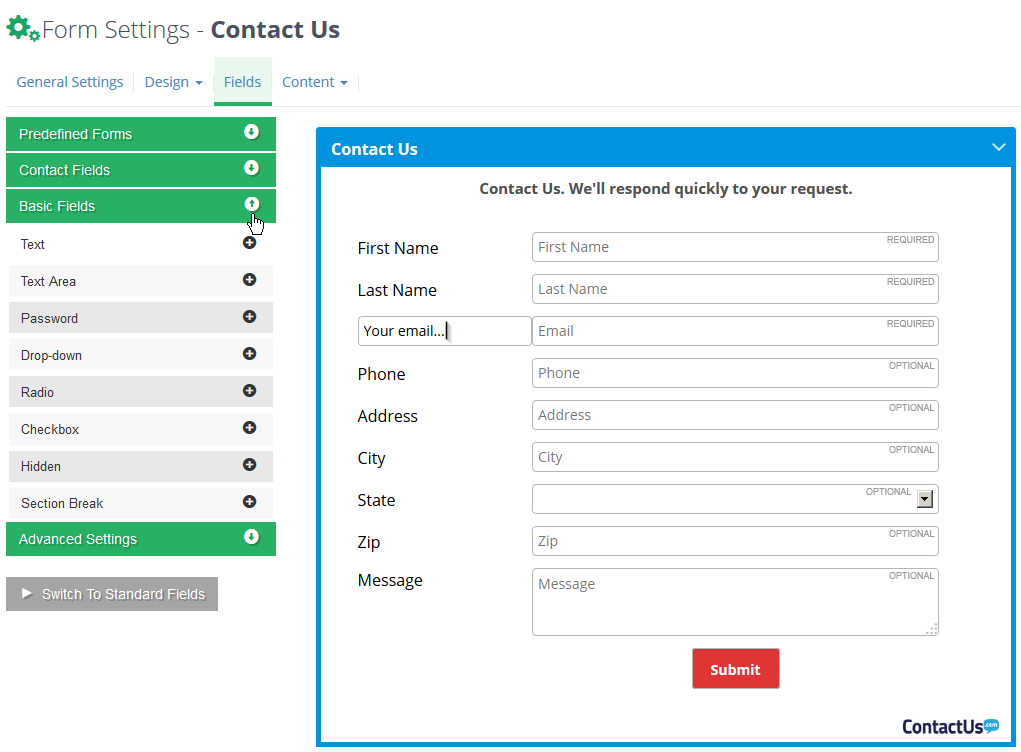 Form Settings - Contact Us
General Settings Design Fields Content
Predefined Forms
Contact Fields
Basic Fields
Text
Text Area
Password
Drop-down
Radio
Checkbox
Hidden
Section Break
Advanced Settings
Switch To Standard Fields
Contact Us
Contact Us. We'll respond quickly to your request.
First Name First Name REQUIRED
Last Name Last Name REQUIRED
Your email... Email REQUIRED
Phone Phone OPTIONAL
Address Address OPTIONAL
City City OPTIONAL
State OPTIONAL
Zip Zip OPTIONAL
Message Message OPTIONAL
Submit
ContactUs.com